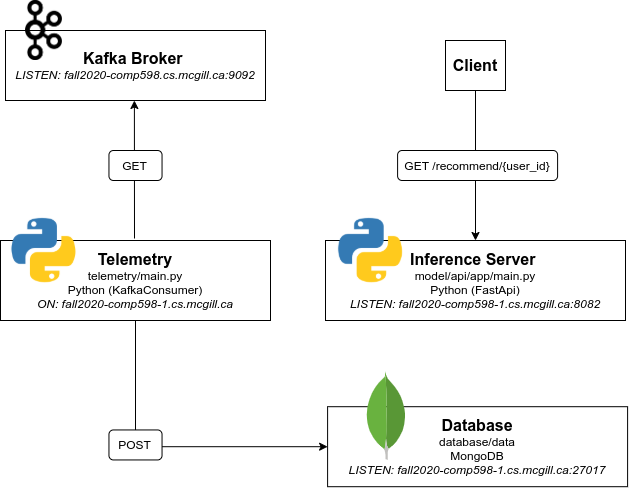 Kafka Broker
LISTEN: fall2020-comp598.cs.mcgill.ca:9092
Client
GET
GET /recommend/{user_id}
Telemetry
telemetry/main.py
Python (KafkaConsumer)
ON: fall2020-comp598-1.cs.mcgill.ca
Inference Server
model/api/app/main.py
Python (FastApi)
LISTEN: fall2020-comp598-1.cs.mcgill.ca:8082
POST
Database
database/data
MongoDB
LISTEN: fall2020-comp598-1.cs.mcgill.ca:27017